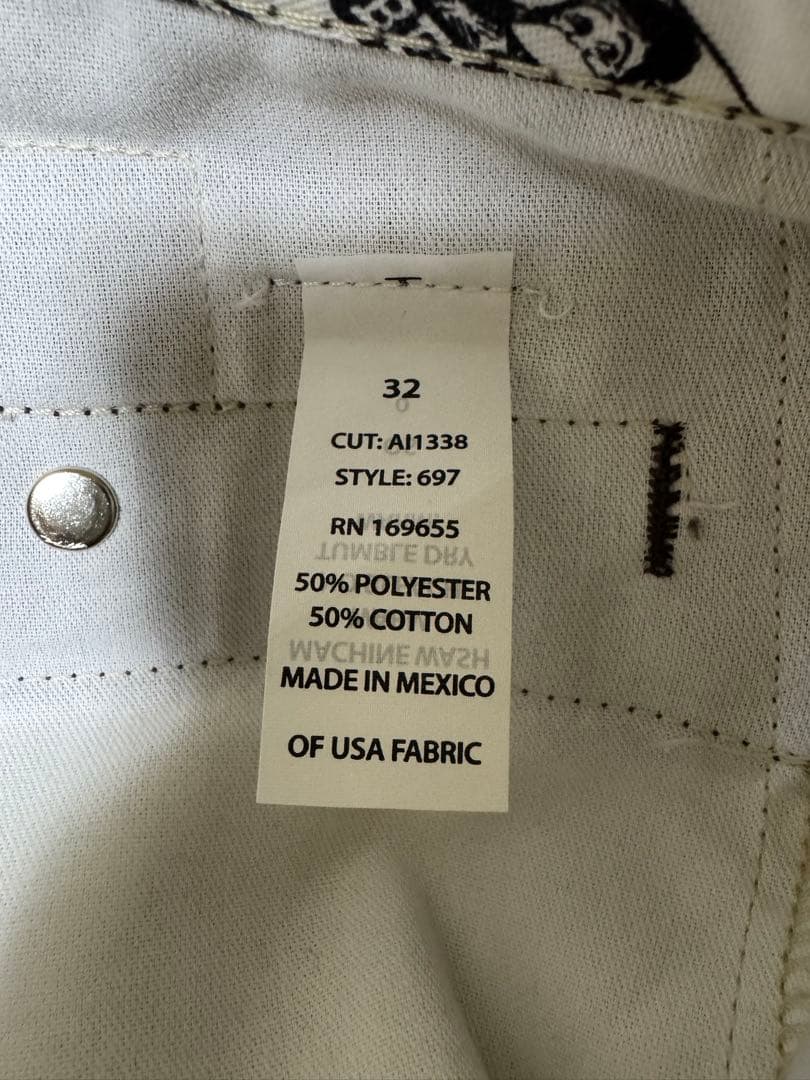 32
CUT: AI1338
STYLE: 697
RN 169655
TUMBLE DRY
50% POLYESTER
50% COTTON
MACHINE WASH
MADE IN MEXICO
OF USA FABRIC